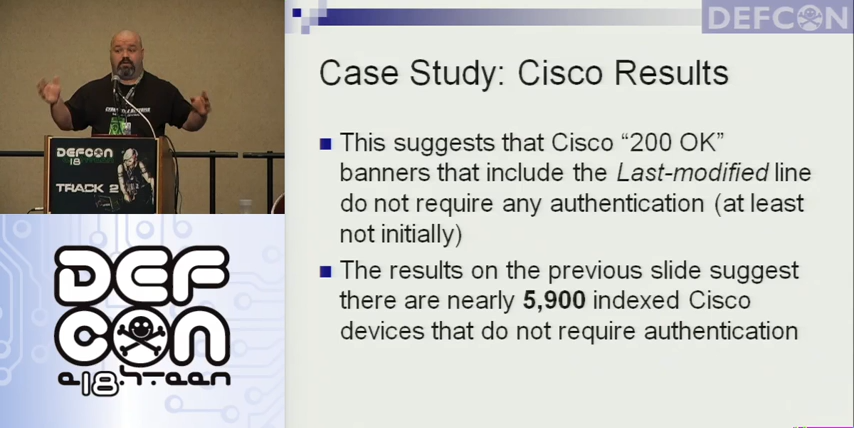 DEFCON
Case Study: Cisco Results
This suggests that Cisco “200 OK”
banners that include the Last-modified line
do not require any authentication (at least
not initially)
The results on the previous slide suggest
there are nearly 5,900 indexed Cisco
devices that do not require authentication
DEFCON
18
TRACK 2
DEF
CON
e18hteen